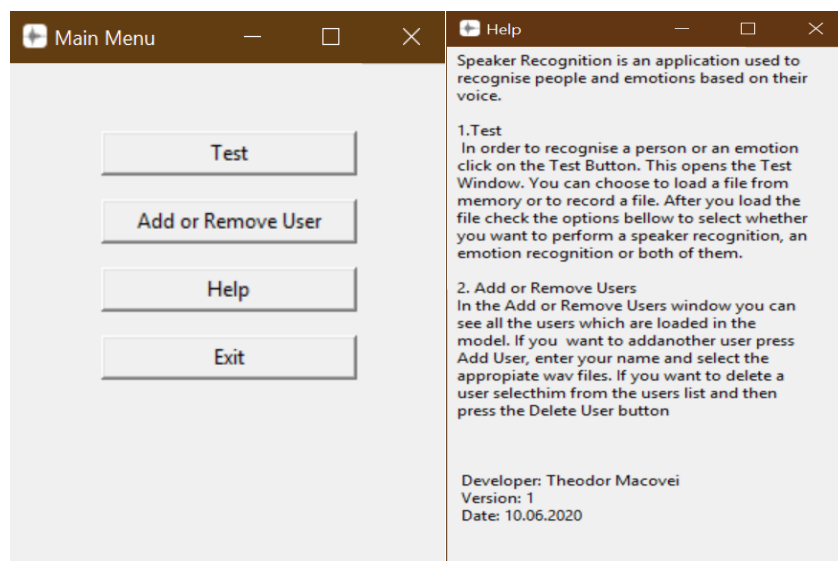 Main Menu
Test
Add or Remove User
Help
Exit
Help
Speaker Recognition is an application used to
recognise people and emotions based on their
voice.
1.Test
In order to recognise a person or an emotion
click on the Test Button. This opens the Test
Window. You can choose to load a file from
memory or to record a file. After you load the
file check the options bellow to select whether
you want to perform a speaker recognition, an
emotion recognition or both of them.
2. Add or Remove Users
In the Add or Remove Users window you can
see all the users which are loaded in the
model. If you want to addanother user press
Add User, enter your name and select the
appropiate wav files. If you want to delete a
user selecthim from the users list and then
press the Delete User button
Developer: Theodor Macovei
Version: 1
Date: 10.06.2020